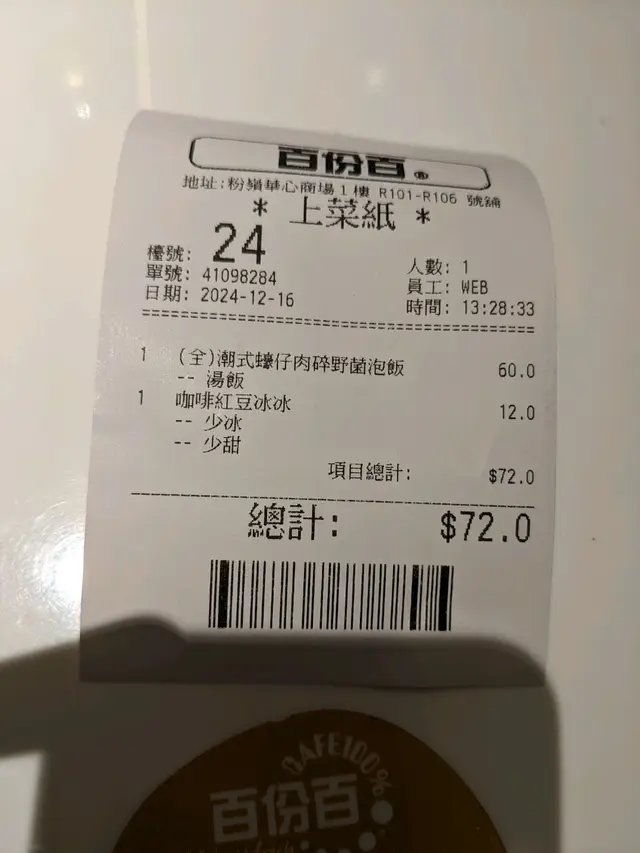 百份百®
地址:粉嶺華心商場1樓 R101-R106 號舖
* 上菜紙 *
檯號: 24
人數: 1
單號: 41098284
員工: WEB
日期: 2024-12-16
時間: 13:28:33
1 (全)潮式蠔仔肉碎野菌泡飯 60.0
-- 湯飯
1 咖啡紅豆冰冰 12.0
-- 少冰
-- 少甜
項目總計: $72.0
總計: $72.0
CAFE100%
百份百